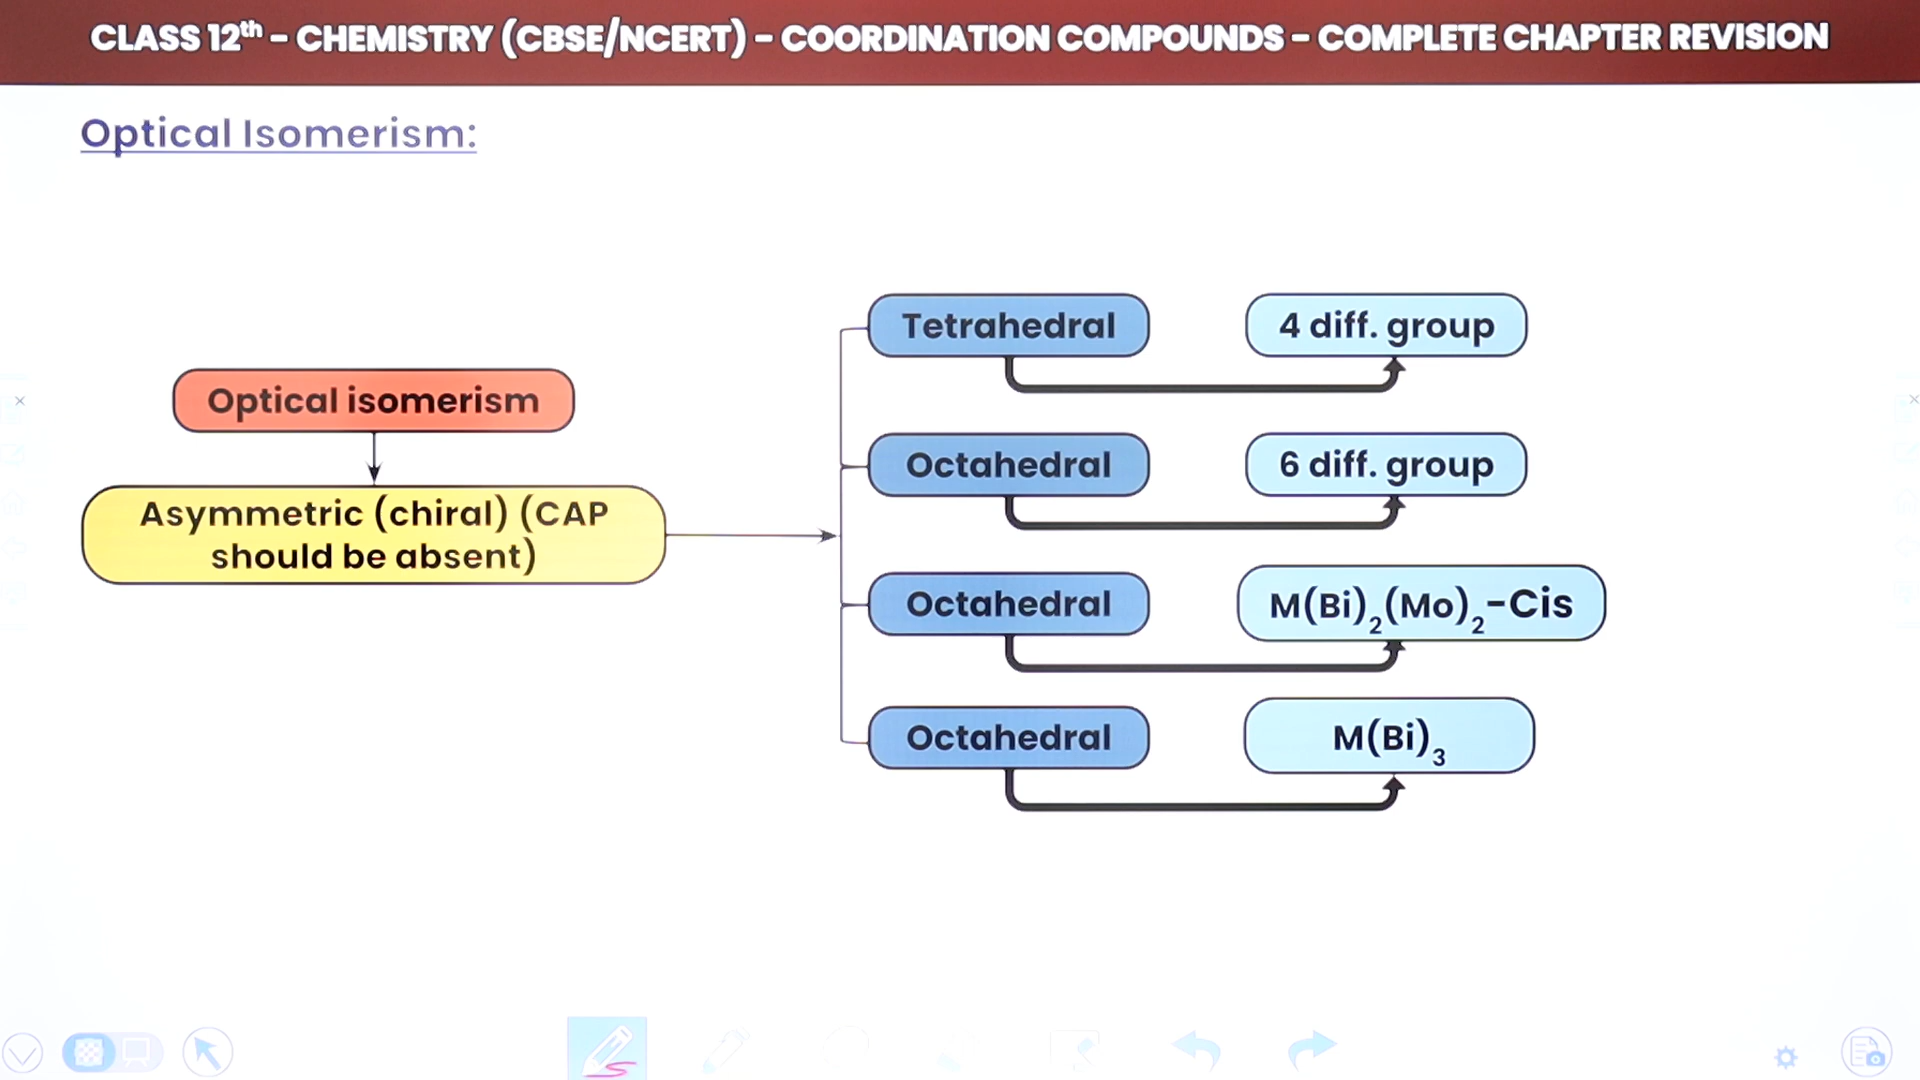 CLASS 12th – CHEMISTRY (CBSE/NCERT) – COORDINATION COMPOUNDS – COMPLETE CHAPTER REVISION
Optical Isomerism:
Optical isomerism
Asymmetric (chiral) (CAP
should be absent)
Tetrahedral
4 diff. group
Octahedral
6 diff. group
Octahedral
M(Bi)₂(Mo)₂-Cis
Octahedral
M(Bi)₃